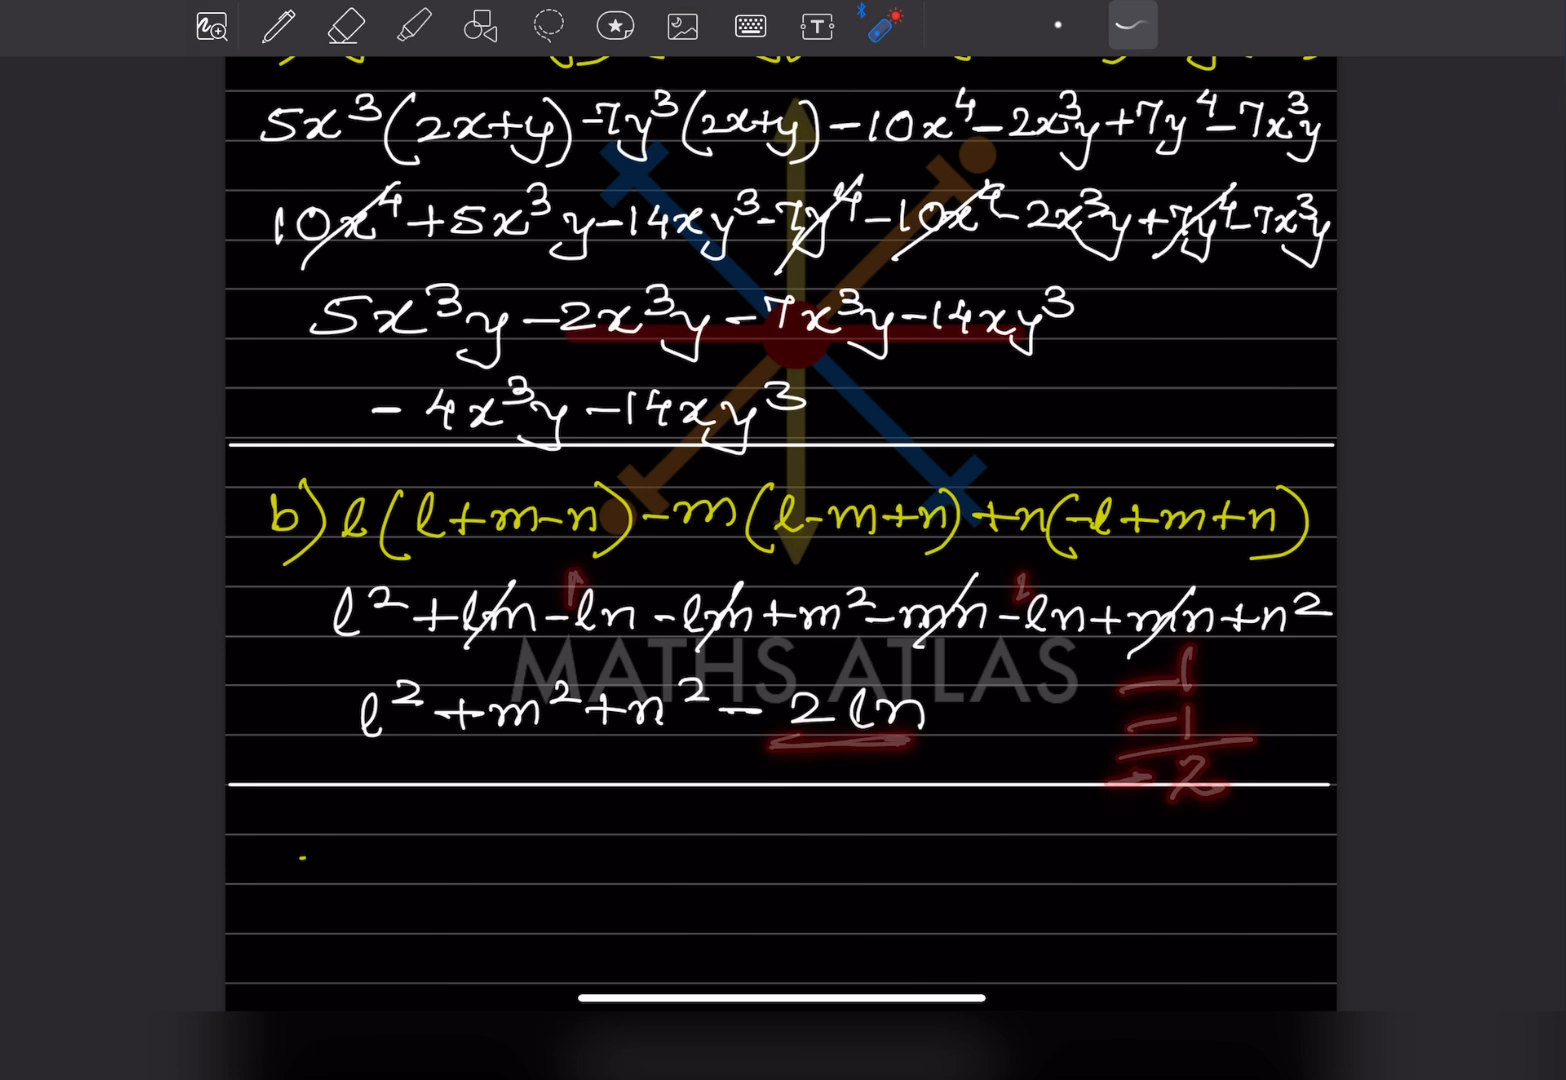 5x³(2x+y)-7y³(2x+y)-10x⁴-2x³y+7y⁴-7x³y
10x⁴+5x³y-14xy³-7y⁴-10x⁴-2x³y+7y⁴-7x³y
5x³y-2x³y-7x³y-14xy³
-4x³y-14xy³
b) l(l+m-n)-m(l-m+n)+n(-l+m+n)
1 1
l²+lm-ln-lm+m²-mn-ln+mn+n²
MATHS ATLAS
l²+m²+n²-2ln
-1
-1
-2